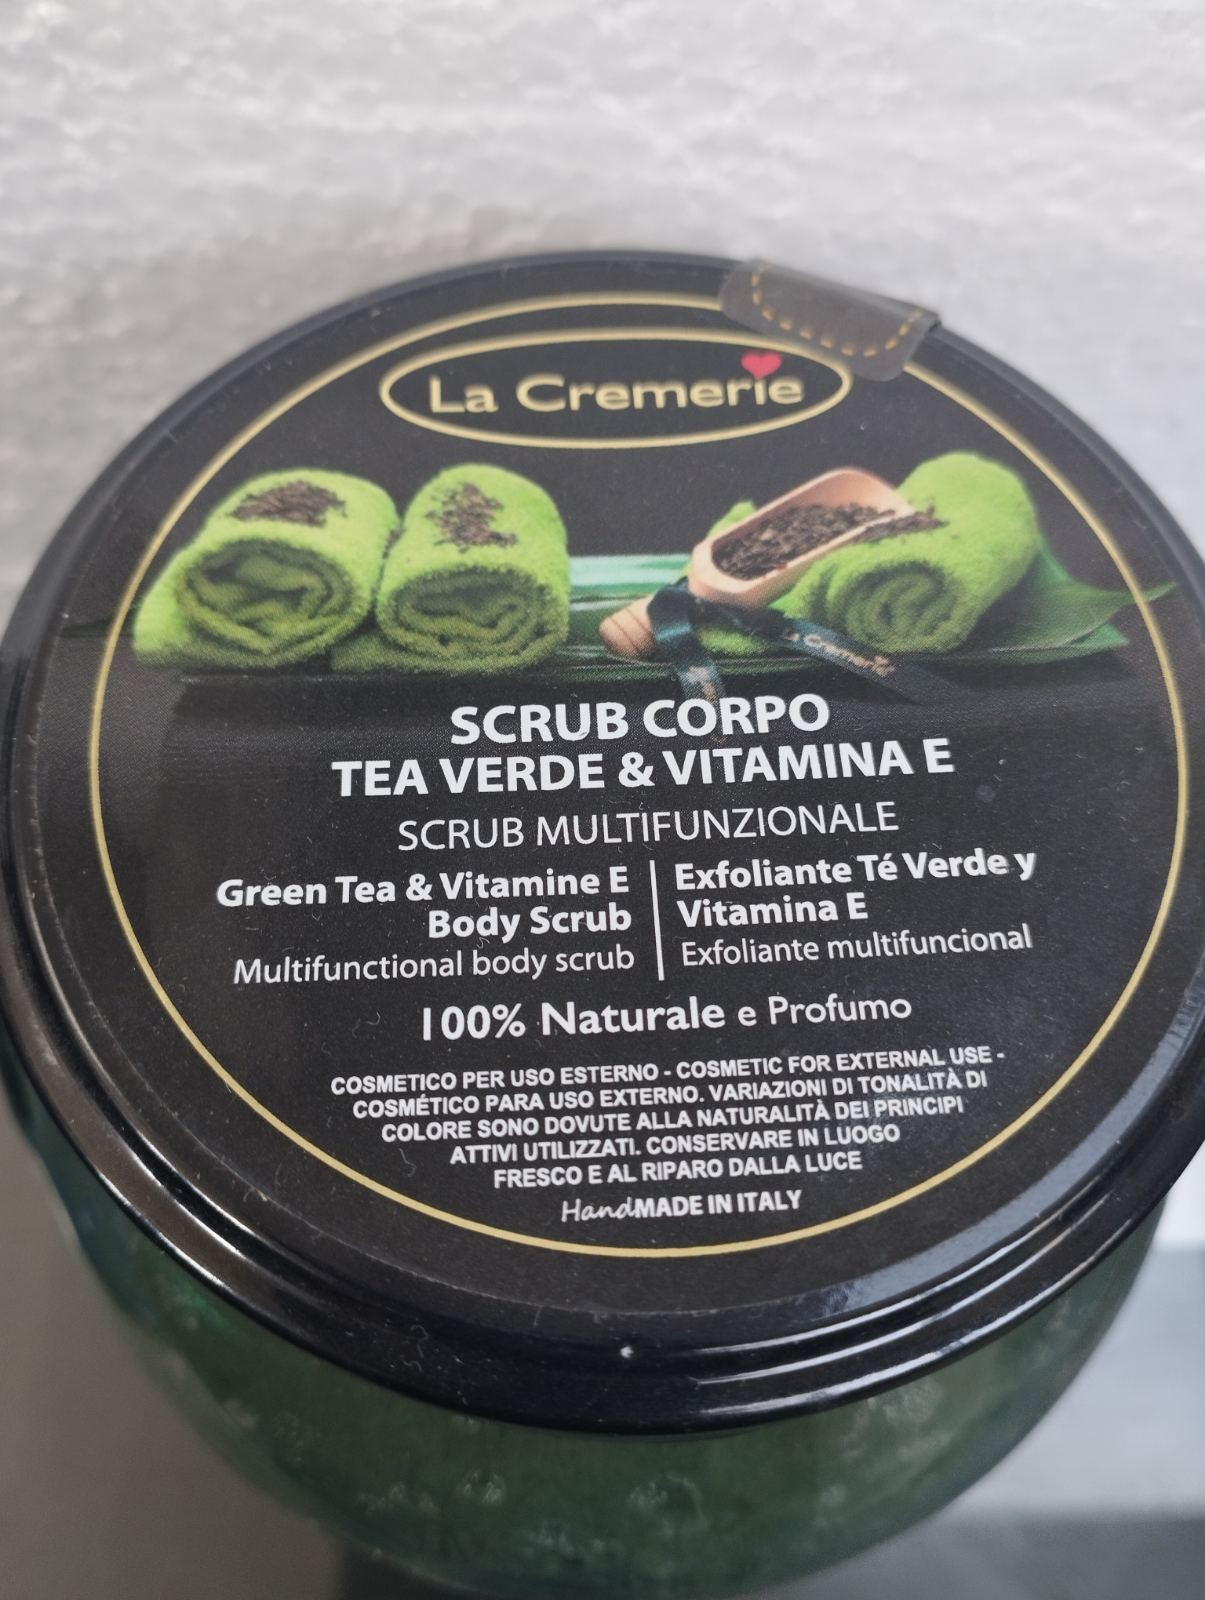 La Cremerie
La Cremerie
SCRUB CORPO
TEA VERDE & VITAMINA E
SCRUB MULTIFUNZIONALE
Green Tea & Vitamine E
Body Scrub
Multifunctional body scrub
Exfoliante Té Verde y
Vitamina E
Exfoliante multifuncional
100% Naturale e Profumo
COSMETICO PER USO ESTERNO - COSMETIC FOR EXTERNAL USE -
COSMÉTICO PARA USO EXTERNO. VARIAZIONI DI TONALITÀ DI
COLORE SONO DOVUTE ALLA NATURALITÀ DEI PRINCIPI
ATTIVI UTILIZZATI. CONSERVARE IN LUOGO
FRESCO E AL RIPARO DALLA LUCE
HandMADE IN ITALY